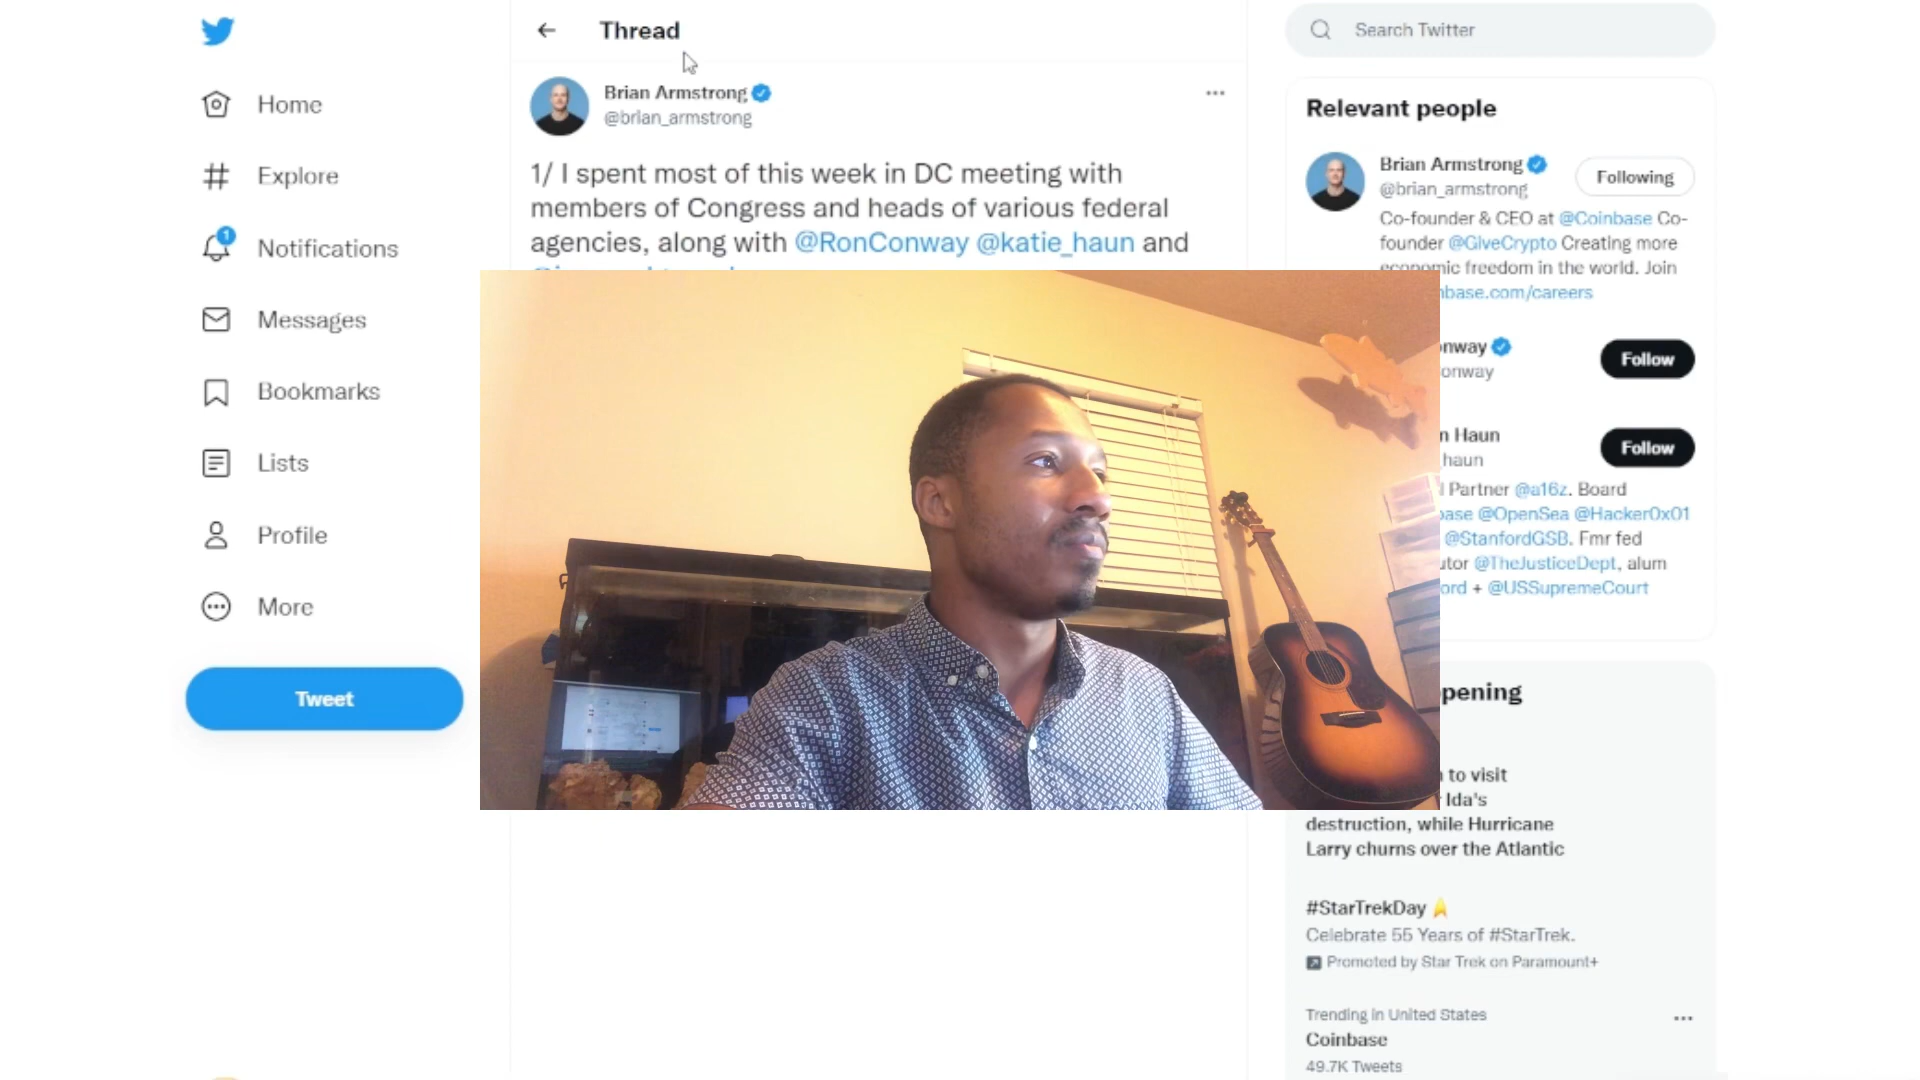 Home
Explore
1
Notifications
Messages
Bookmarks
Lists
Profile
More
Tweet
Thread
Brian Armstrong
@brian_armstrong
1/ I spent most of this week in DC meeting with
members of Congress and heads of various federal
agencies, along with @RonConway @katie_haun and
Search Twitter
Relevant people
Brian Armstrong
@brian_armstrong
Following
Co-founder & CEO at @Coinbase Co-
founder @GiveCrypto Creating more
economic freedom in the world. Join
nbase.com/careers
nway
onway
Follow
n Haun
haun
Follow
l Partner @a16z. Board
base @OpenSea @Hacker0x01
@StanfordGSB. Fmr fed
utor @TheJusticeDept, alum
ord + @USSupremeCourt
pening
to visit
Ida's
destruction, while Hurricane
Larry churns over the Atlantic
#StarTrekDay
Celebrate 55 Years of #StarTrek.
Promoted by Star Trek on Paramount+
Trending in United States
Coinbase
49.7K Tweets